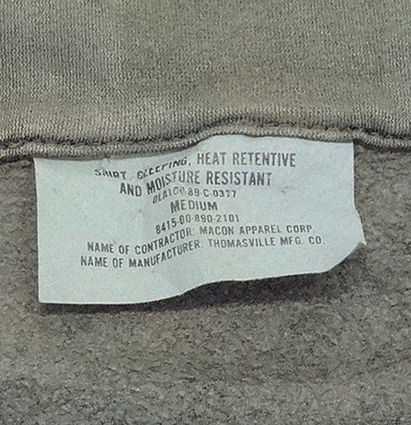 SHIRT, SLEEPING, HEAT RETENTIVE
AND MOISTURE RESISTANT
DLA100-89-C-0377
MEDIUM
8415-00-890-2101
NAME OF CONTRACTOR: MACON APPAREL CORP.
NAME OF MANUFACTURER: THOMASVILLE MFG. CO.